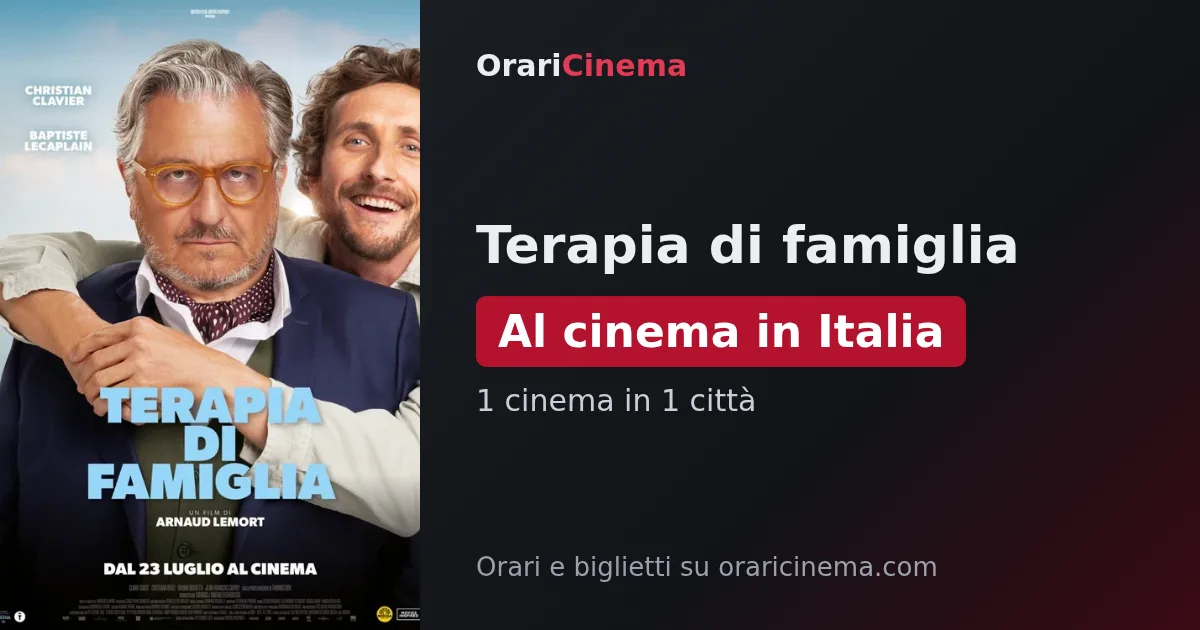 CHRISTIAN
CLAVIER
BAPTISTE
LECAPLAIN
TERAPIA
DI
FAMIGLIA
UN FILM DI
ARNAUD LEMORT
DAL 23 LUGLIO AL CINEMA
OrariCinema
Terapia di famiglia
Al cinema in Italia
1 cinema in 1 città
Orari e biglietti su oraricinema.com